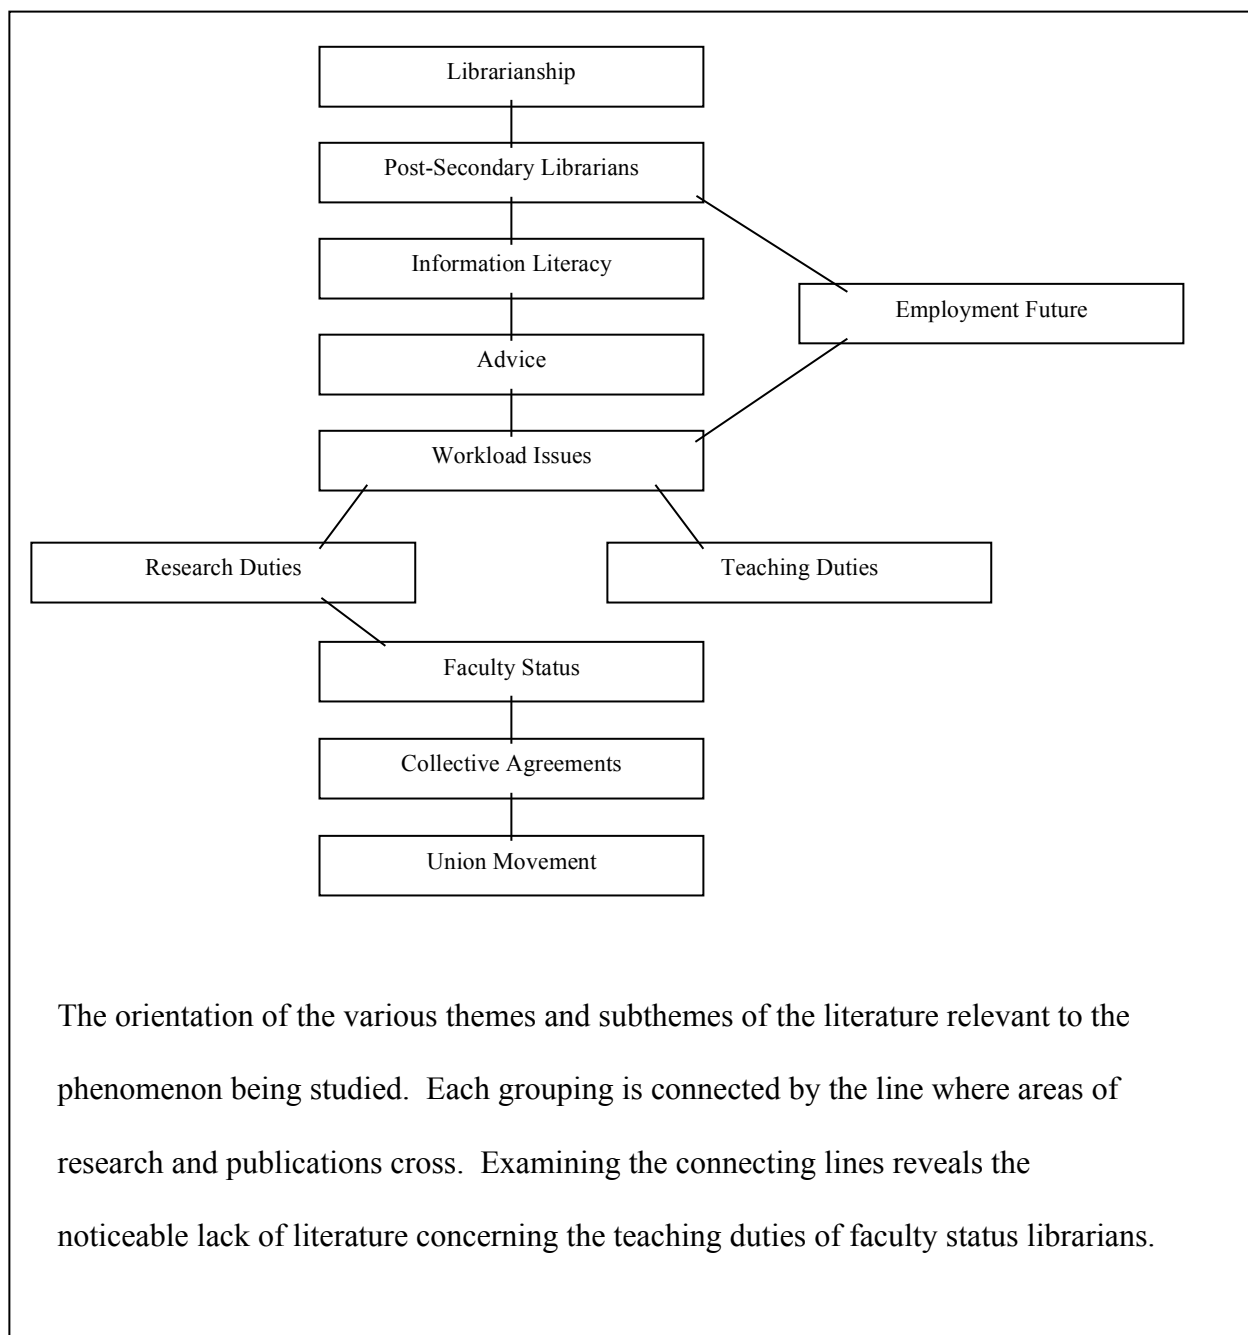 Librarianship
Post-Secondary Librarians
Information Literacy
Employment Future
Advice
Workload Issues
Research Duties
Teaching Duties
Faculty Status
Collective Agreements
Union Movement
The orientation of the various themes and subthemes of the literature relevant to the
phenomenon being studied.  Each grouping is connected by the line where areas of
research and publications cross.  Examining the connecting lines reveals the
noticeable lack of literature concerning the teaching duties of faculty status librarians.